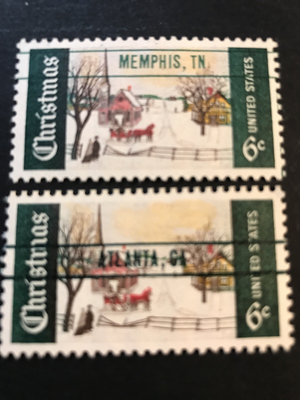 MEMPHIS, TN
Christmas
6c
UNITED STATES
ATLANTA, GA
Christmas
6c
UNITED STATES